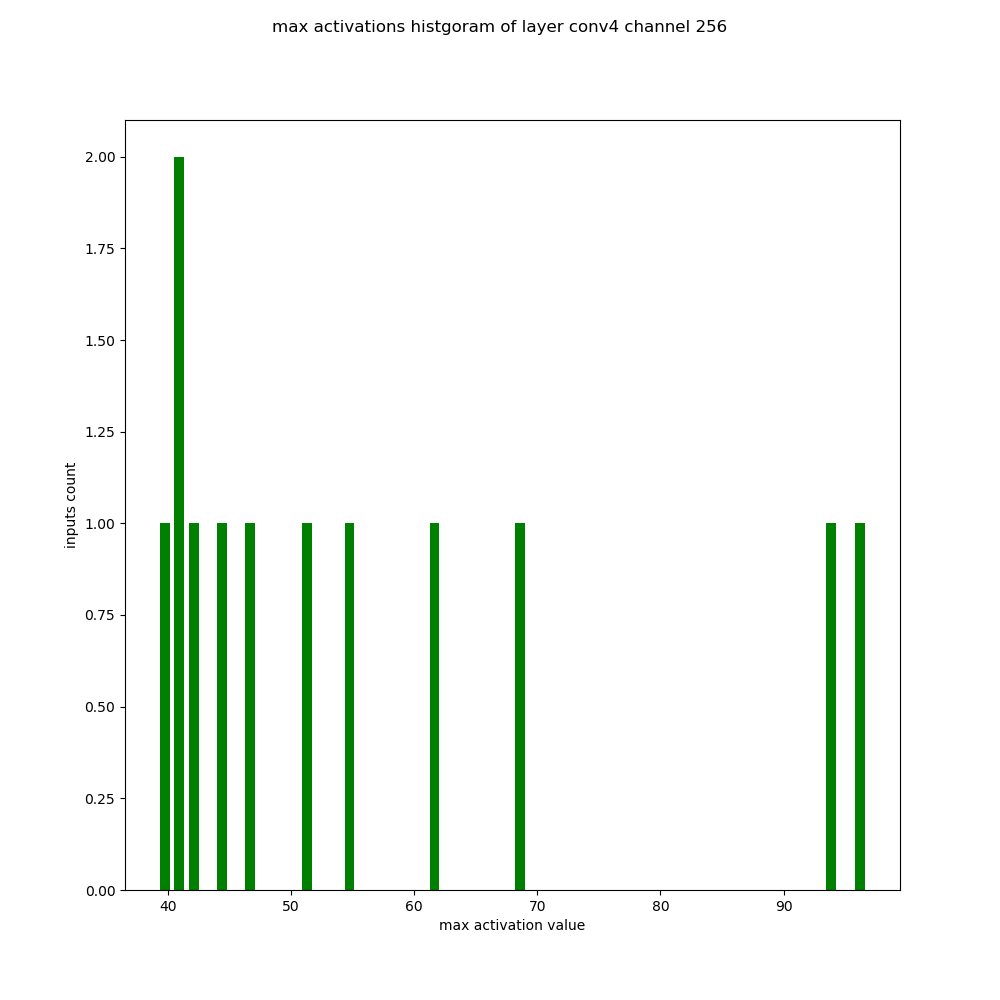 max activations histgoram of layer conv4 channel 256
2.00
1.75
1.50
1.25
1.00
0.75
0.50
0.25
0.00
inputs count
40 50 60 70 80 90
max activation value